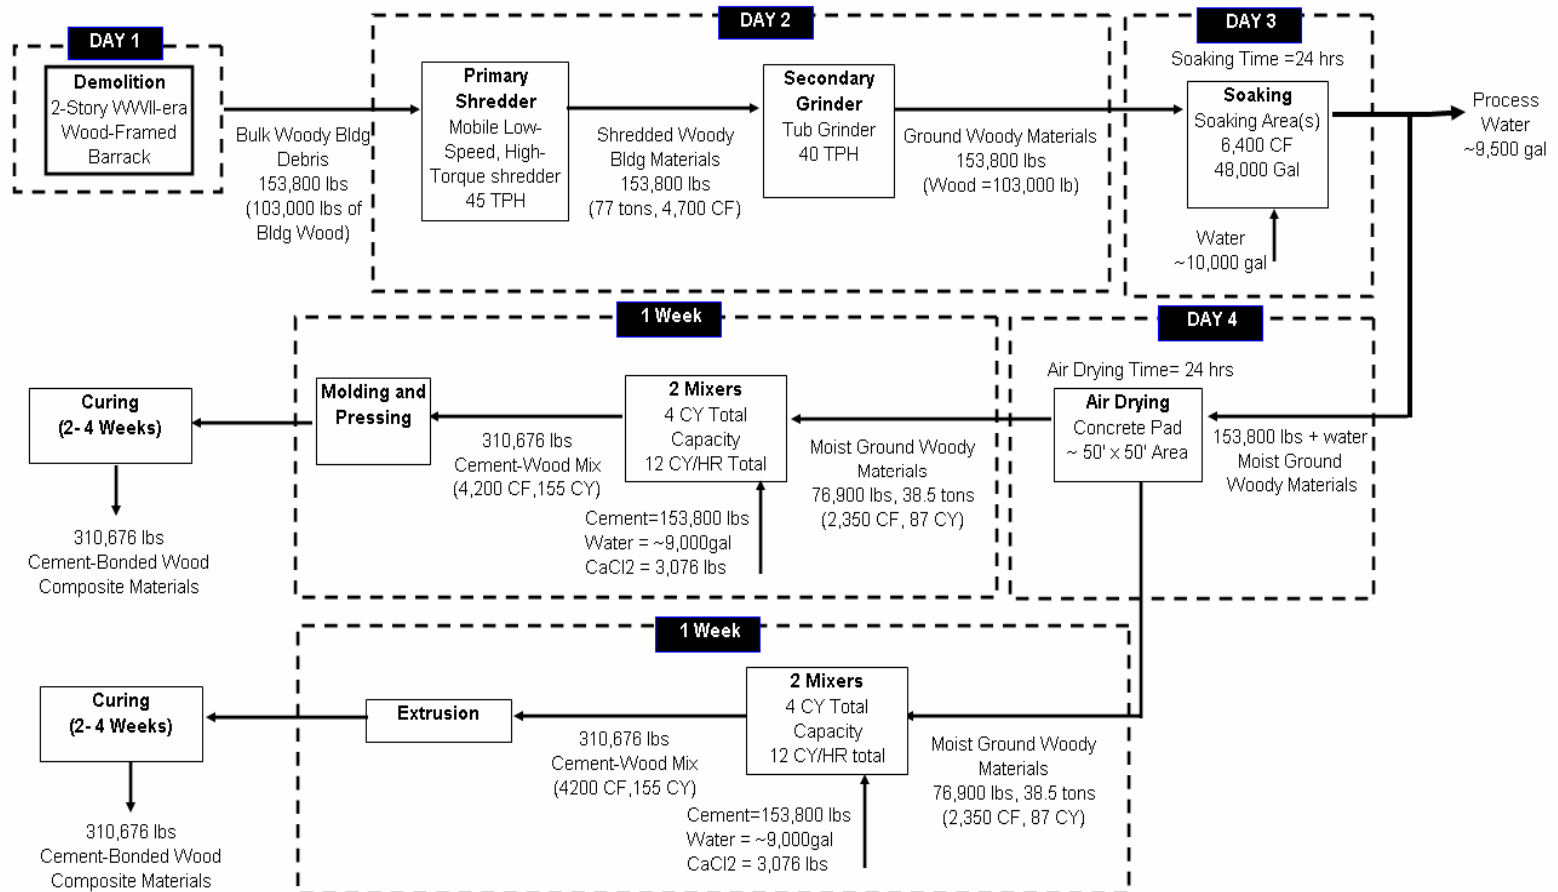 DAY 1
Demolition
2-Story WWII-era
Wood-Framed
Barrack
Bulk Woody Bldg
Debris
153,800 lbs
(103,000 lbs of
Bldg Wood)
DAY 2
Primary
Shredder
Mobile Low-
Speed, High-
Torque shredder
45 TPH
Shredded Woody
Bldg Materials
153,800 lbs
(77 tons, 4,700 CF)
Secondary
Grinder
Tub Grinder
40 TPH
Ground Woody Materials
153,800 lbs
(Wood =103,000 lb)
DAY 3
Soaking Time =24 hrs
Soaking
Soaking Area(s)
6,400 CF
48,000 Gal
Water
~10,000 gal
Process
Water
~9,500 gal
DAY 4
Air Drying Time= 24 hrs
Air Drying
Concrete Pad
~ 50' x 50' Area
153,800 lbs + water
Moist Ground
Woody Materials
1 Week
Moist Ground Woody
Materials
76,900 lbs, 38.5 tons
(2,350 CF, 87 CY)
2 Mixers
4 CY Total
Capacity
12 CY/HR Total
Cement=153,800 lbs
Water = ~9,000gal
CaCl2 = 3,076 lbs
310,676 lbs
Cement-Wood Mix
(4,200 CF,155 CY)
Molding and
Pressing
Curing
(2- 4 Weeks)
310,676 lbs
Cement-Bonded Wood
Composite Materials
1 Week
Moist Ground Woody
Materials
76,900 lbs, 38.5 tons
(2,350 CF, 87 CY)
2 Mixers
4 CY Total
Capacity
12 CY/HR total
Cement=153,800 lbs
Water = ~9,000gal
CaCl2 = 3,076 lbs
310,676 lbs
Cement-Wood Mix
(4200 CF,155 CY)
Extrusion
Curing
(2- 4 Weeks)
310,676 lbs
Cement-Bonded Wood
Composite Materials